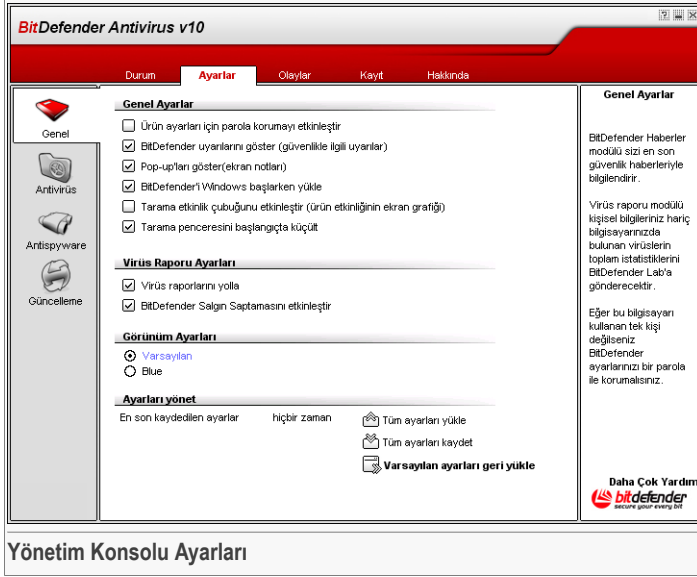 BitDefender Antivirus v10
Durum Ayarlar Olaylar Kayıt Hakkında
Genel
Antivirüs
Antispyware
Güncelleme
Genel Ayarlar
Ürün ayarları için parola korumayı etkinleştir
BitDefender uyarılarını göster (güvenlikle ilgili uyarılar)
Pop-up'ları göster(ekran notları)
BitDefender'i Windows başlarken yükle
Tarama etkinlik çubuğunu etkinleştir (ürün etkinliğinin ekran grafiği)
Tarama penceresini başlangıçta küçült
Virüs Raporu Ayarları
Virüs raporlarını yolla
BitDefender Salgın Saptamasını etkinleştir
Görünüm Ayarları
Varsayılan
Blue
Ayarları yönet
En son kaydedilen ayarlar hiçbir zaman
Tüm ayarları yükle
Tüm ayarları kaydet
Varsayılan ayarları geri yükle
Genel Ayarlar
BitDefender Haberler
modülü sizi en son
güvenlik haberleriyle
bilgilendir.
Virüs raporu modülü
kişisel bilgileriniz hariç
bilgisayarınızda
bulunan virüslerin
toplam istatistiklerini
BitDefender Lab'a
gönderecektir.
Eğer bu bilgisayarı
kullanan tek kişi
değilseniz
BitDefender
ayarlarınızı bir parola
ile korumalısınız.
Daha Çok Yardım
bitdefender
secure your every bit
Yönetim Konsolu Ayarları